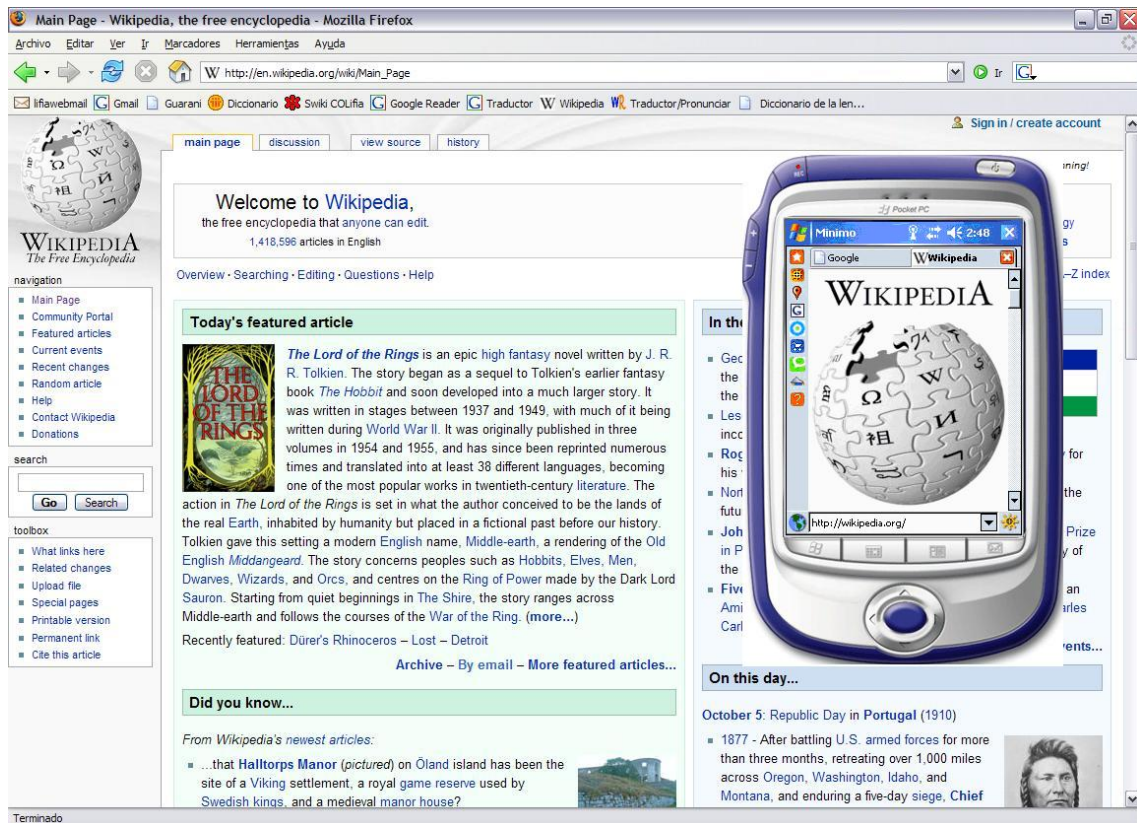 Main Page - Wikipedia, the free encyclopedia - Mozilla Firefox
Archivo Editar Ver Ir Marcadores Herramientas Ayuda
http://en.wikipedia.org/wiki/Main_Page
Ir
lifiawebmail Gmail Guarani Diccionario Swiki COLifia Google Reader Traductor Wikipedia Traductor/Pronunciar Diccionario de la len...
Sign in / create account
main page discussion view source history
WIKIPEDIA
The Free Encyclopedia
navigation
Main Page
Community Portal
Featured articles
Current events
Recent changes
Random article
Help
Contact Wikipedia
Donations
search
Go Search
toolbox
What links here
Related changes
Upload file
Special pages
Printable version
Permanent link
Cite this article
Welcome to Wikipedia,
the free encyclopedia that anyone can edit.
1,418,596 articles in English
Overview · Searching · Editing · Questions · Help
Today's featured article
THE
LORD
OF THE
RINGS
The Lord of the Rings is an epic high fantasy novel written by J. R.
R. Tolkien. The story began as a sequel to Tolkien's earlier fantasy
book The Hobbit and soon developed into a much larger story. It
was written in stages between 1937 and 1949, with much of it being
written during World War II. It was originally published in three
volumes in 1954 and 1955, and has since been reprinted numerous
times and translated into at least 38 different languages, becoming
one of the most popular works in twentieth-century literature. The
action in The Lord of the Rings is set in what the author conceived to be the lands of
the real Earth, inhabited by humanity but placed in a fictional past before our history.
Tolkien gave this setting a modern English name, Middle-earth, a rendering of the Old
English Middangeard. The story concerns peoples such as Hobbits, Elves, Men,
Dwarves, Wizards, and Orcs, and centres on the Ring of Power made by the Dark Lord
Sauron. Starting from quiet beginnings in The Shire, the story ranges across
Middle-earth and follows the courses of the War of the Ring. (more...)
Recently featured: Dürer's Rhinoceros – Lost – Detroit
Archive – By email – More featured articles...
Did you know...
From Wikipedia's newest articles:
...that Halltorps Manor (pictured) on Öland island has been the
site of a Viking settlement, a royal game reserve used by
Swedish kings, and a medieval manor house?
–Z index
In the
the
the
his
for
the
Prize
in P
y of
the
an
On this day...
October 5: Republic Day in Portugal (1910)
1877 - After battling U.S. armed forces for more
than three months, retreating over 1,000 miles
across Oregon, Washington, Idaho, and
Montana, and enduring a five-day siege, Chief
REC
Pocket PC
Minimo 2:48
Google Wikipedia
WIKIPEDIA
http://wikipedia.org/
Terminado